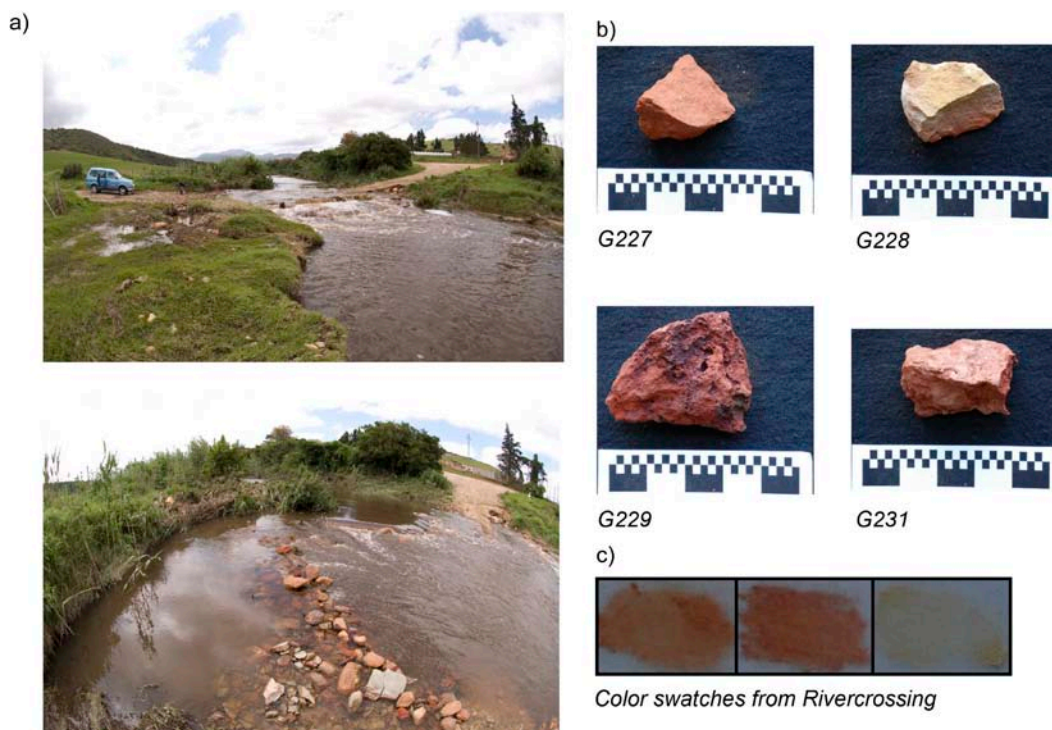 a)
b)
G227
G228
G229
G231
c)
Color swatches from Rivercrossing